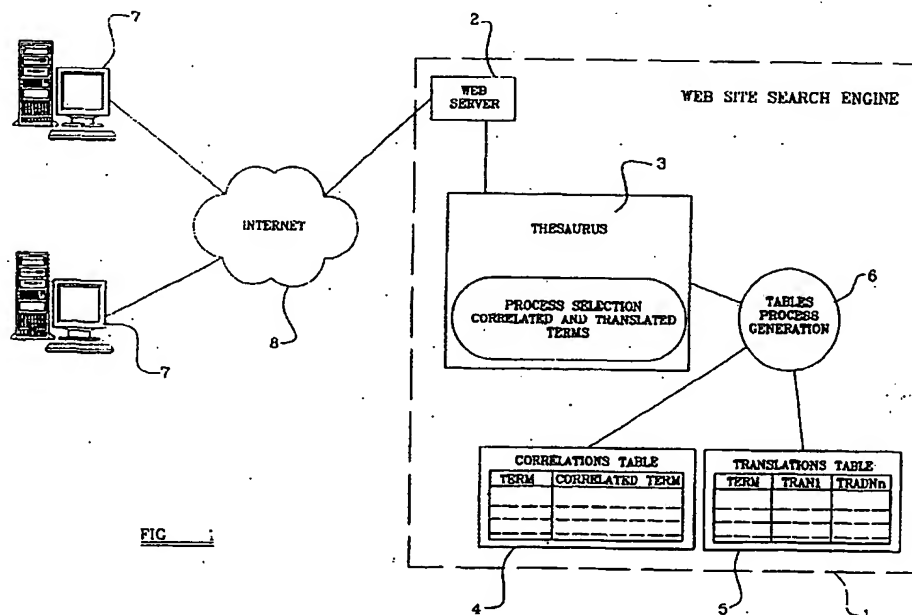 7
2
WEB
SERVER
WEB SITE SEARCH ENGINE
3
THESAURUS
INTERNET
6
PROCESS SELECTION
CORRELATED AND TRANSLATED
TERMS
TABLES
PROCESS
GENERATION
8
7
CORRELATIONS TABLE
TERM CORRELATED TERM
TRANSLATIONS TABLE
TERM TRAN1 TRADNn
FIG
4
5
1